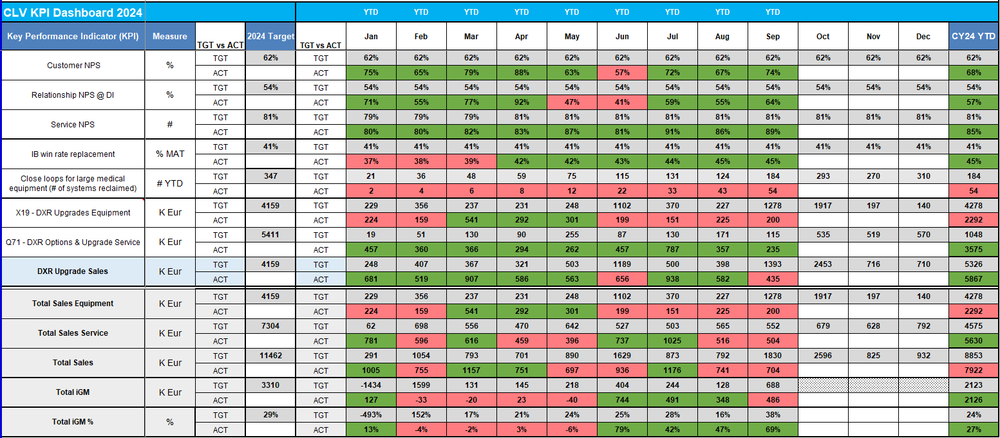 CLV KPI Dashboard 2024 YTD YTD YTD YTD YTD YTD YTD YTD YTD
Key Performance Indicator (KPI) Measure TGT vs ACT 2024 Target TGT vs ACT Jan Feb Mar Apr May Jun Jul Aug Sep Oct Nov Dec CY24 YTD
Customer NPS % TGT 62% TGT 62% 62% 62% 62% 62% 62% 62% 62% 62% 62% 62% 62% 62%
ACT ACT 75% 65% 79% 88% 63% 57% 72% 67% 74% 68%
Relationship NPS @ DI % TGT 54% TGT 54% 54% 54% 54% 54% 54% 54% 54% 54% 54% 54% 54% 54%
ACT ACT 71% 55% 77% 92% 47% 41% 59% 55% 64% 57%
Service NPS # TGT 81% TGT 79% 79% 79% 81% 81% 81% 81% 81% 81% 81% 81% 81% 81%
ACT ACT 80% 80% 82% 83% 87% 81% 91% 86% 89% 85%
IB win rate replacement % MAT TGT 41% TGT 41% 41% 41% 41% 41% 41% 41% 41% 41% 41% 41% 41% 41%
ACT ACT 37% 38% 39% 42% 42% 43% 44% 45% 45% 45%
Close loops for large medical
equipment (# of systems reclaimed) # YTD TGT 347 TGT 21 36 48 59 75 115 131 124 184 293 270 310 184
ACT ACT 2 4 6 8 12 22 33 43 54 54
X19 - DXR Upgrades Equipment K Eur TGT 4159 TGT 229 356 237 231 248 1102 370 227 1278 1917 197 140 4278
ACT ACT 224 159 541 292 301 199 151 225 200 2292
Q71 - DXR Options & Upgrade Service K Eur TGT 5411 TGT 19 51 130 90 255 87 130 171 115 535 519 570 1048
ACT ACT 457 360 366 294 262 457 787 357 235 3575
DXR Upgrade Sales K Eur TGT 4159 TGT 248 407 367 321 503 1189 500 398 1393 2453 716 710 5326
ACT ACT 681 519 907 586 563 656 938 582 435 5867
Total Sales Equipment K Eur TGT 4159 TGT 229 356 237 231 248 1102 370 227 1278 1917 197 140 4278
ACT ACT 224 159 541 292 301 199 151 225 200 2292
Total Sales Service K Eur TGT 7304 TGT 62 698 556 470 642 527 503 565 552 679 628 792 4575
ACT ACT 781 596 616 459 396 737 1025 516 504 5630
Total Sales K Eur TGT 11462 TGT 291 1054 793 701 890 1629 873 792 1830 2596 825 932 8853
ACT ACT 1005 755 1157 751 697 936 1176 741 704 7922
Total iGM K Eur TGT 3310 TGT -1434 1599 131 145 218 404 244 128 688 2123
ACT ACT 127 -33 -20 23 -40 744 491 348 486 2126
Total iGM % % TGT 29% TGT -493% 152% 17% 21% 24% 25% 28% 16% 38% 24%
ACT ACT 13% -4% -2% 3% -6% 79% 42% 47% 69% 27%